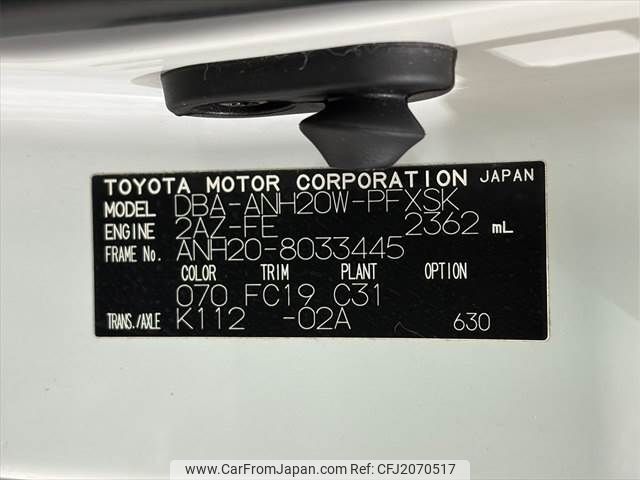 TOYOTA MOTOR CORPORATION JAPAN
MODEL DBA-ANH20W-PFXSK
ENGINE 2AZ-FE 2362 mL
FRAME No. ANH20-8033445
COLOR TRIM PLANT OPTION
070 FC19 C31
TRANS./AXLE K112 -02A 630
www.CarFromJapan.com - CFJ2070517